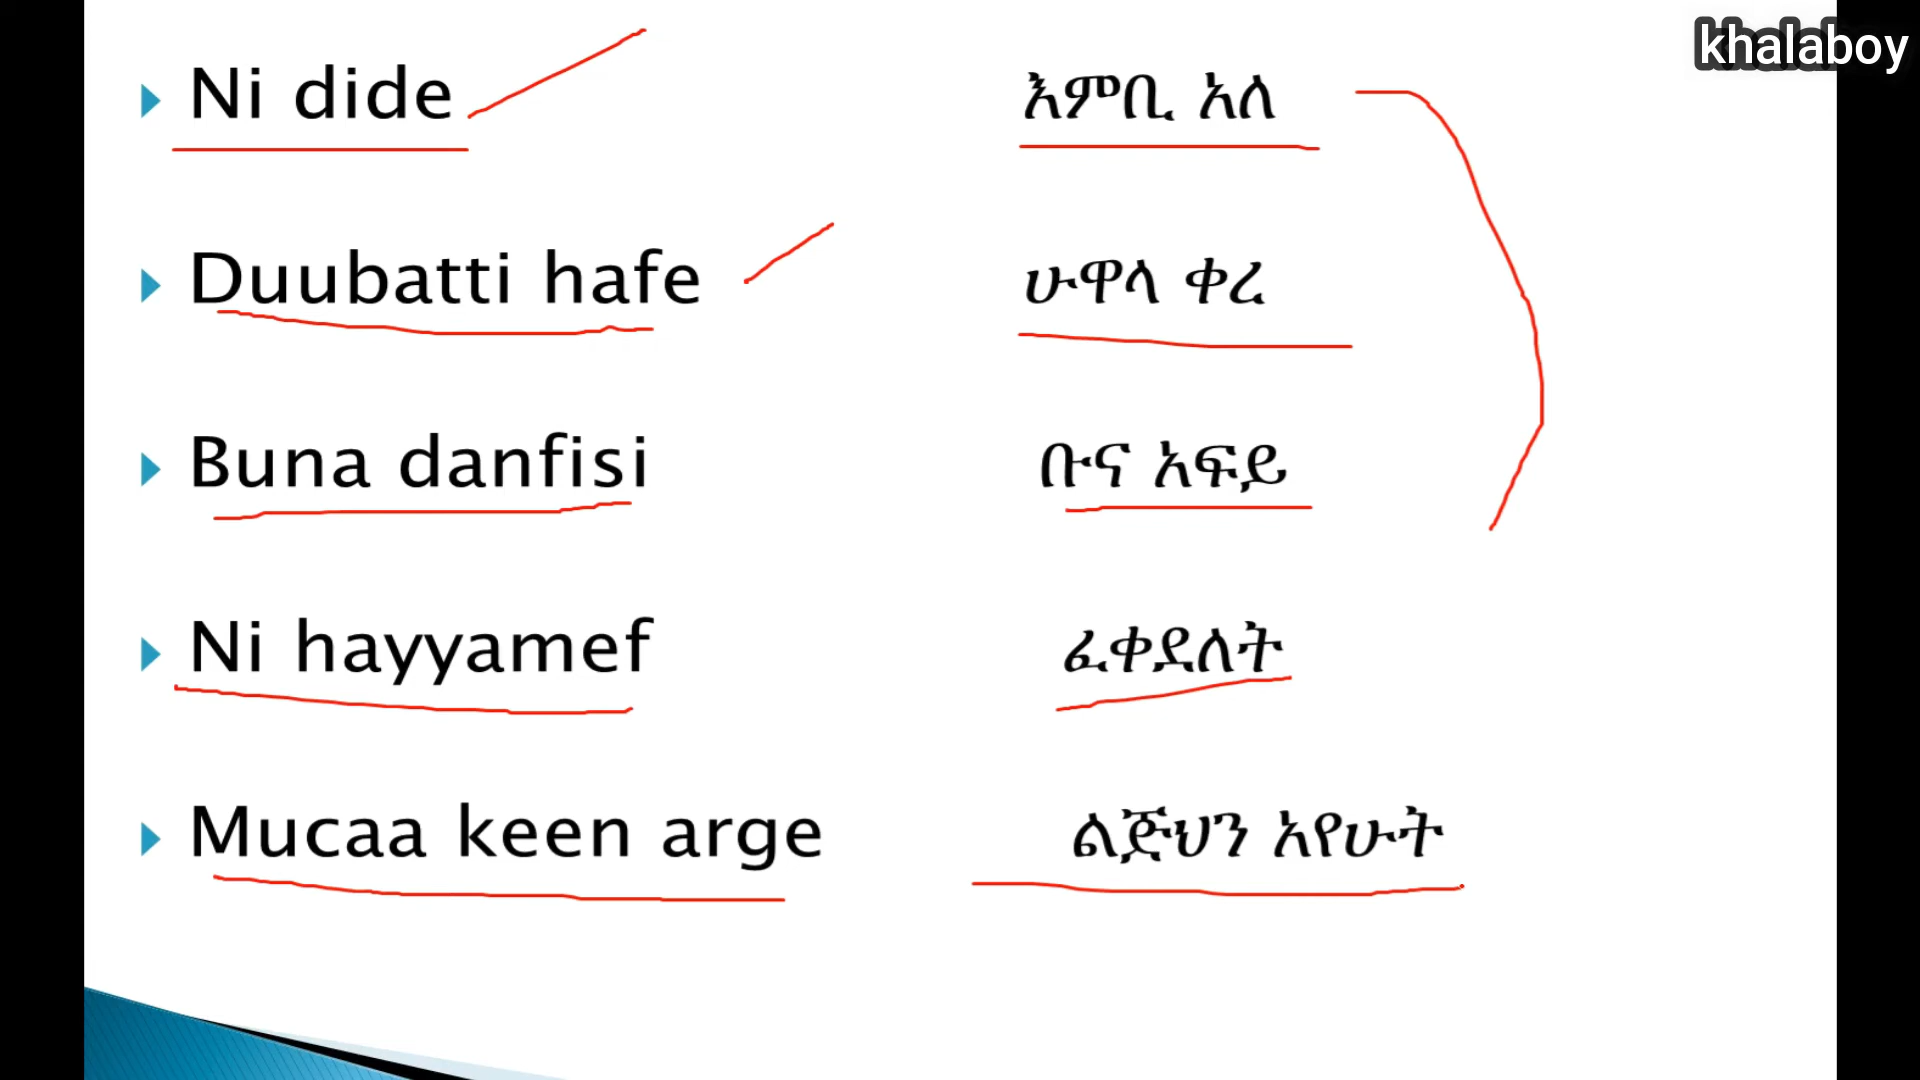 khalaboy
Ni dide እምቢ አለ
Duubatti hafe ሁዋላ ቀረ
Buna danfisi ቡና አፍይ
Ni hayyamef ፈቀደለት
Mucaa keen arge ልጅህን አየሁት